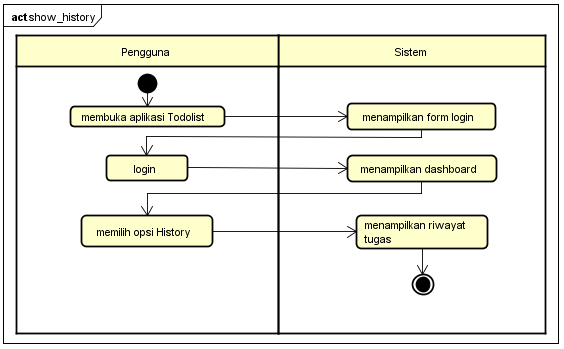 act show_history
Pengguna
Sistem
membuka aplikasi Todolist
menampilkan form login
login
menampilkan dashboard
memilih opsi History
menampilkan riwayat
tugas